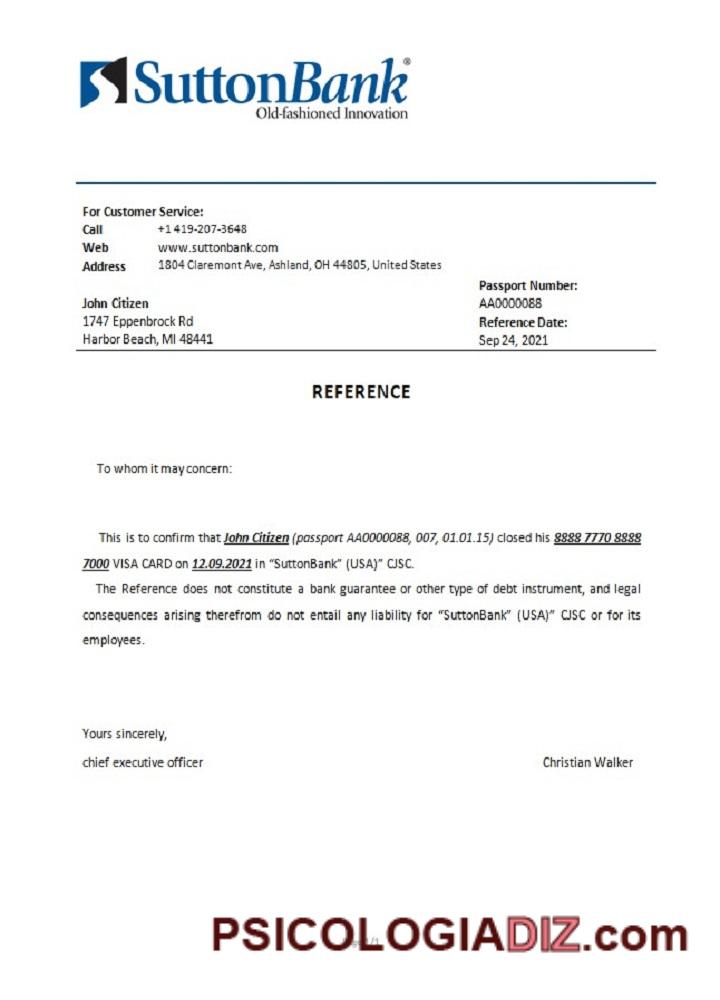 SuttonBank®
Old-fashioned Innovation
For Customer Service:
Call +1 419-207-3648
Web www.suttonbank.com
Address 1804 Claremont Ave, Ashland, OH 44805, United States
Passport Number:
John Citizen AA0000088
1747 Eppenbrock Rd Reference Date:
Harbor Beach, MI 48441 Sep 24, 2021
REFERENCE
To whom it may concern:
This is to confirm that John Citizen (passport AA0000088, 007, 01.01.15) closed his 8888 7770 8888
7000 VISA CARD on 12.09.2021 in “SuttonBank” (USA)” CJSC.
The Reference does not constitute a bank guarantee or other type of debt instrument, and legal
consequences arising therefrom do not entail any liability for “SuttonBank” (USA)” CJSC or for its
employees.
Yours sincerely,
chief executive officer Christian Walker
PSICOLOGIADIZ.com